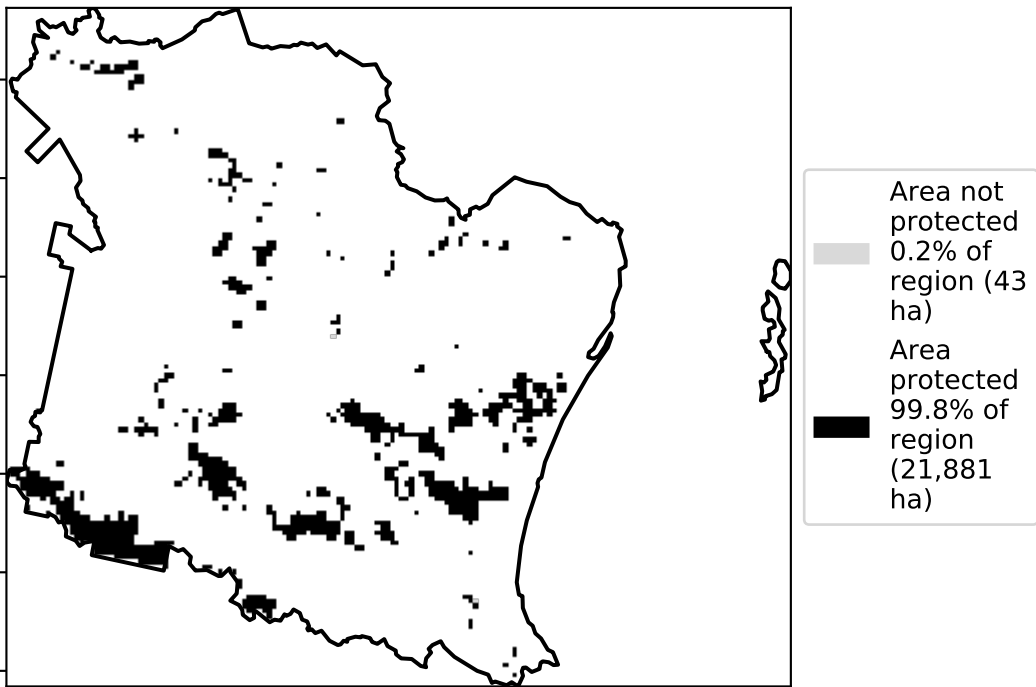 Area not
protected
0.2% of
region (43
ha)
Area
protected
99.8% of
region
(21,881
ha)